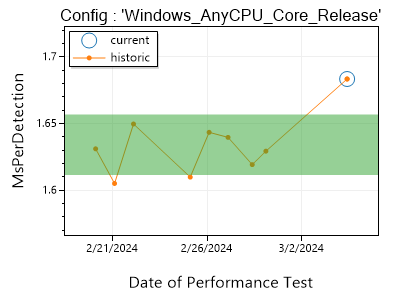 Config : 'Windows_AnyCPU_Core_Release'
current
historic
MsPerDetection
1.7
1.65
1.6
2/21/2024
2/26/2024
3/2/2024
Date of Performance Test